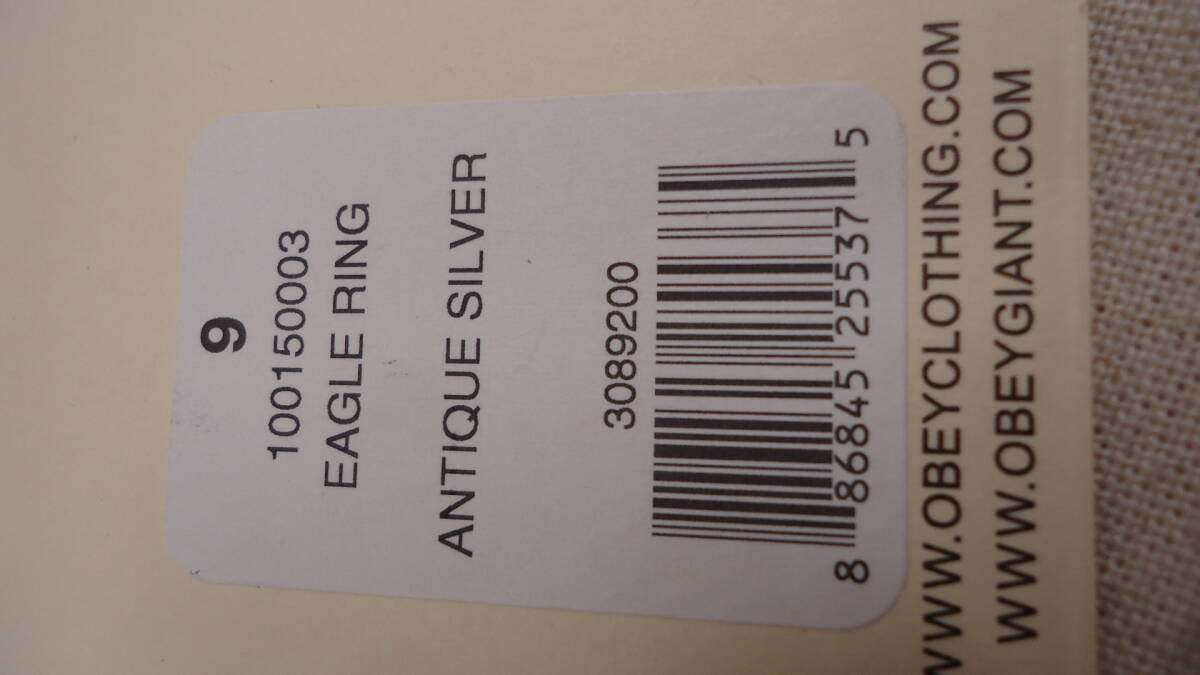 9
100150003
EAGLE RING
ANTIQUE SILVER
3089200
8 86845 25537 5
WWW.OBEYCLOTHING.COM
WWW.OBEYGIANT.COM